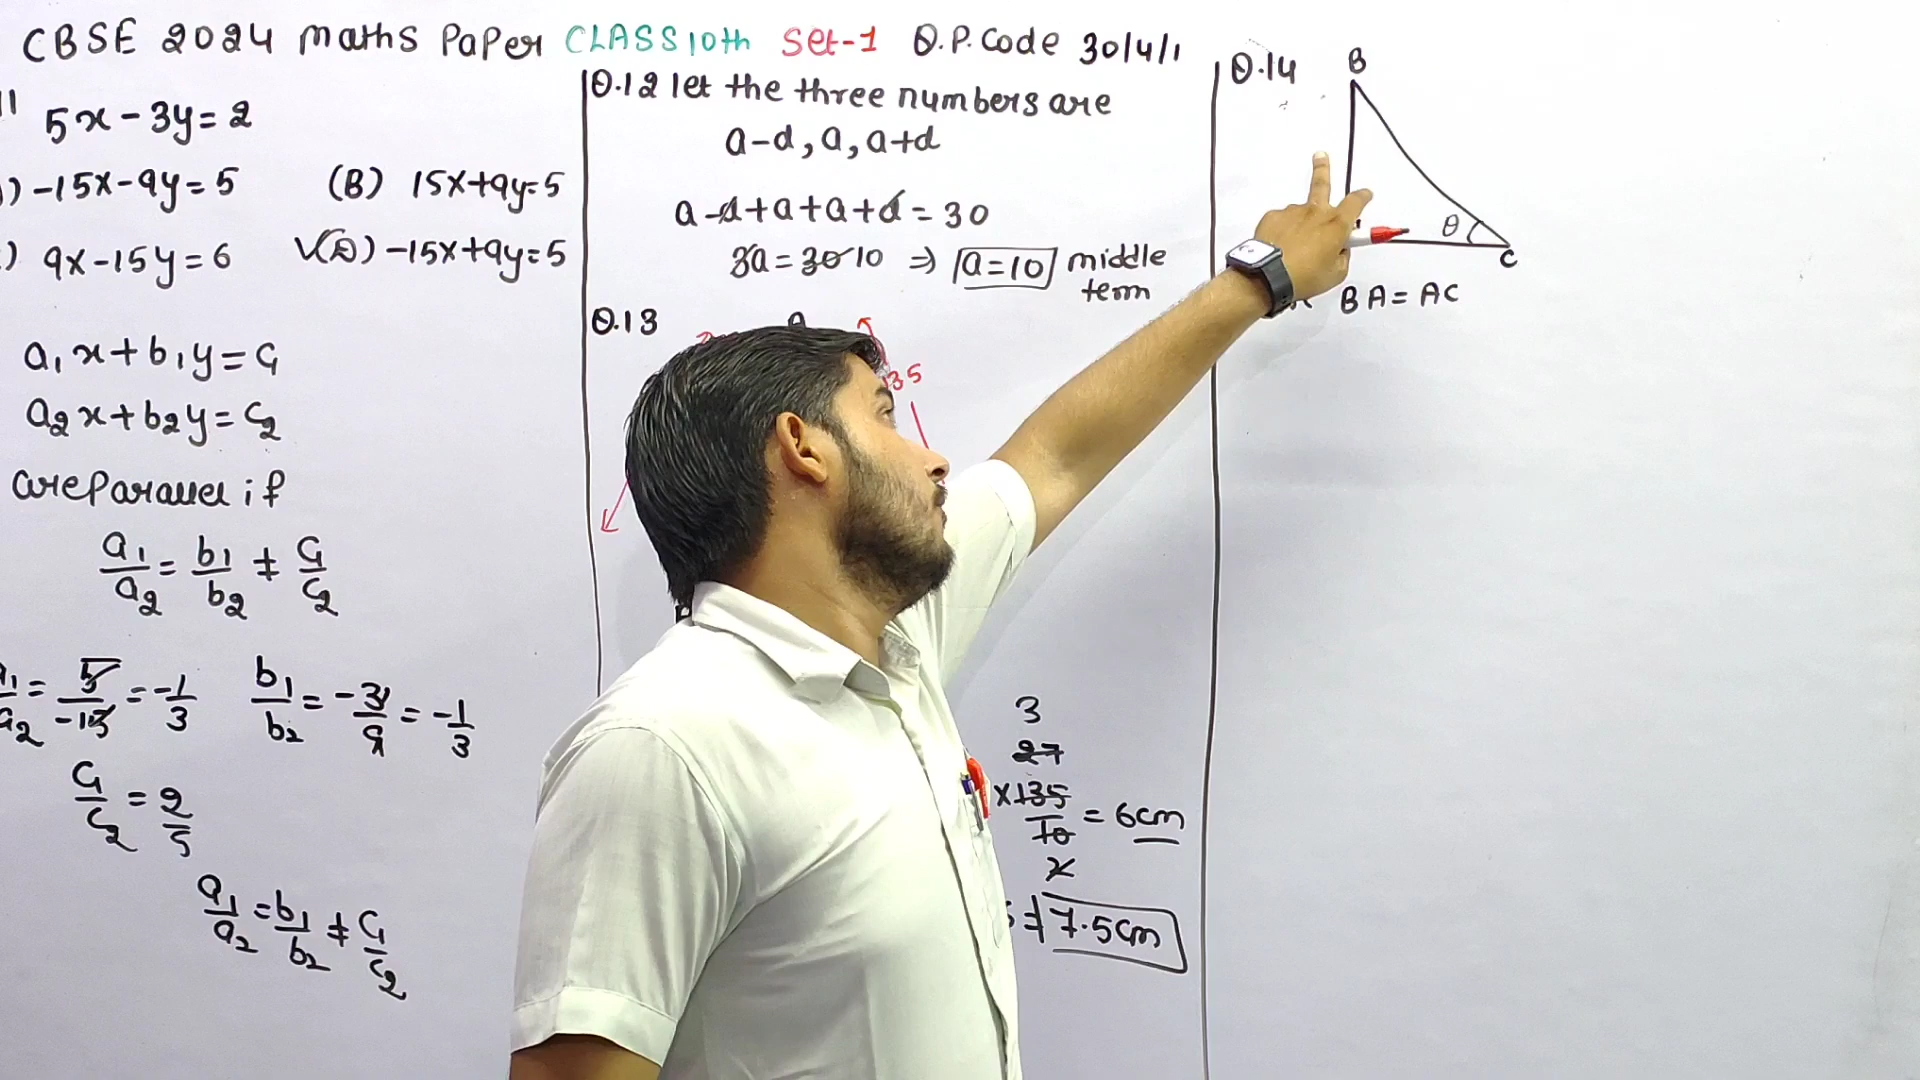 CBSE 2024 maths Paper CLASS 10th Set-1 Q.P. Code 30/4/1
5x-3y=2
) -15x-9y=5 (B) 15x+9y=5
) 9x-15y=6 √(D) -15x+9y=5
a₁x+b₁y=c₁
a₂x+b₂y=c₂
are Parallel if
a₁/a₂ = b₁/b₂ ≠ c₁/c₂
a₁/a₂ = 5/-15 = -1/3 b₁/b₂ = -3/9 = -1/3
c₁/c₂ = 2/5
a₁/a₂ = b₁/b₂ ≠ c₁/c₂
Q.12 let the three numbers are
a-d, a, a+d
a-d+a+a+d=30
3a=30 10 ⇒ a=10 middle
term
Q.13
135
3
27
×135/10 = 6cm
2
=7.5cm
Q.14
B
θ
C
BA=AC